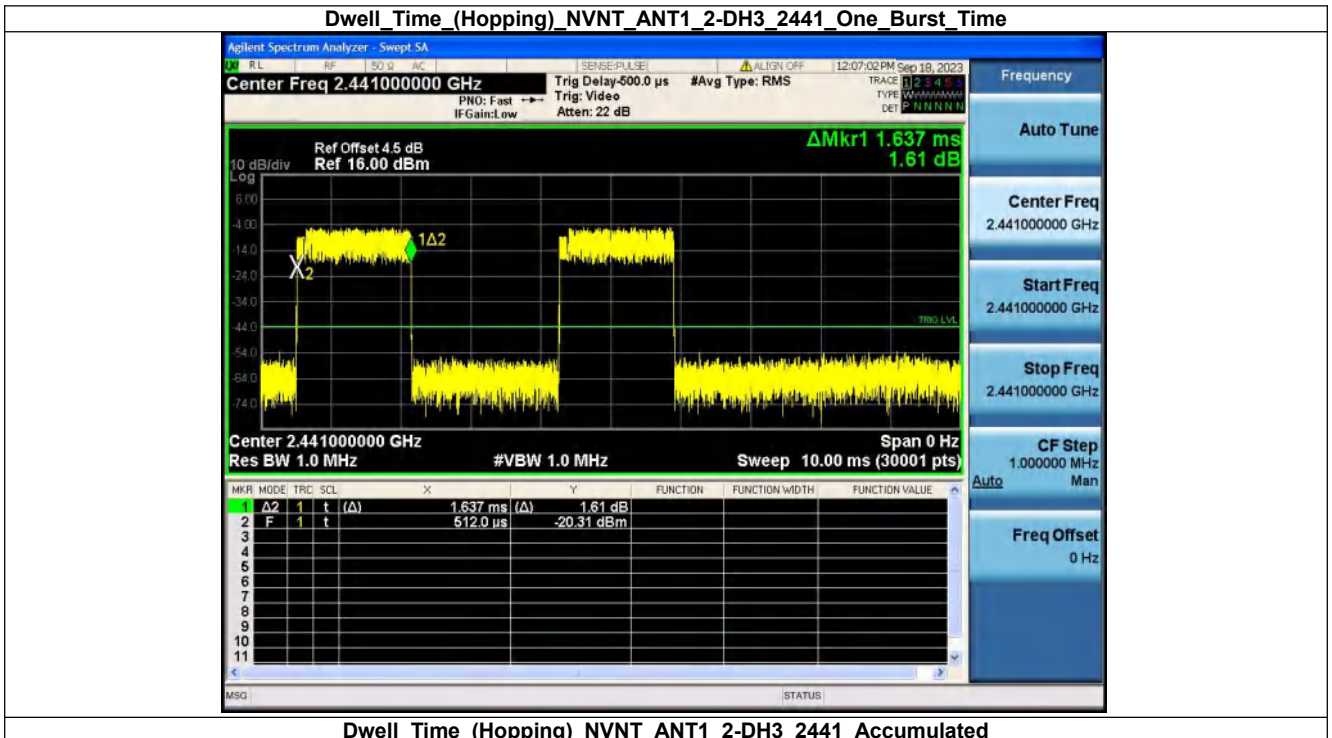 Dwell_Time_(Hopping)_NVNT_ANT1_2-DH3_2441_One_Burst_Time
Agilent Spectrum Analyzer - Swept SA
RL RF 50 Ω AC SENSE:PULSE ALIGN OFF 12:07:02 PM Sep 18, 2023
Center Freq 2.441000000 GHz Trig Delay-500.0 µs #Avg Type: RMS TRACE 1 2 3 4 5 6
PNO: Fast Trig: Video TYPE
IFGain:Low Atten: 22 dB DET P N N N N N
Frequency
ΔMkr1 1.637 ms
1.61 dB
Ref Offset 4.5 dB
10 dB/div Ref 16.00 dBm
Log
6.00
-4.00
-14.0
-24.0
-34.0
-44.0
-54.0
-64.0
-74.0
1Δ2
2
TRIG LVL
Center 2.441000000 GHz Span 0 Hz
Res BW 1.0 MHz #VBW 1.0 MHz Sweep 10.00 ms (30001 pts)
MKR MODE TRC SCL X Y FUNCTION FUNCTION WIDTH FUNCTION VALUE
1 Δ2 1 t (Δ) 1.637 ms (Δ) 1.61 dB
2 F 1 t 512.0 µs -20.31 dBm
3
4
5
6
7
8
9
10
11
MSG STATUS
Auto Tune
Center Freq
2.441000000 GHz
Start Freq
2.441000000 GHz
Stop Freq
2.441000000 GHz
CF Step
1.000000 MHz
Auto Man
Freq Offset
0 Hz
Dwell_Time_(Hopping)_NVNT_ANT1_2-DH3_2441_Accumulated